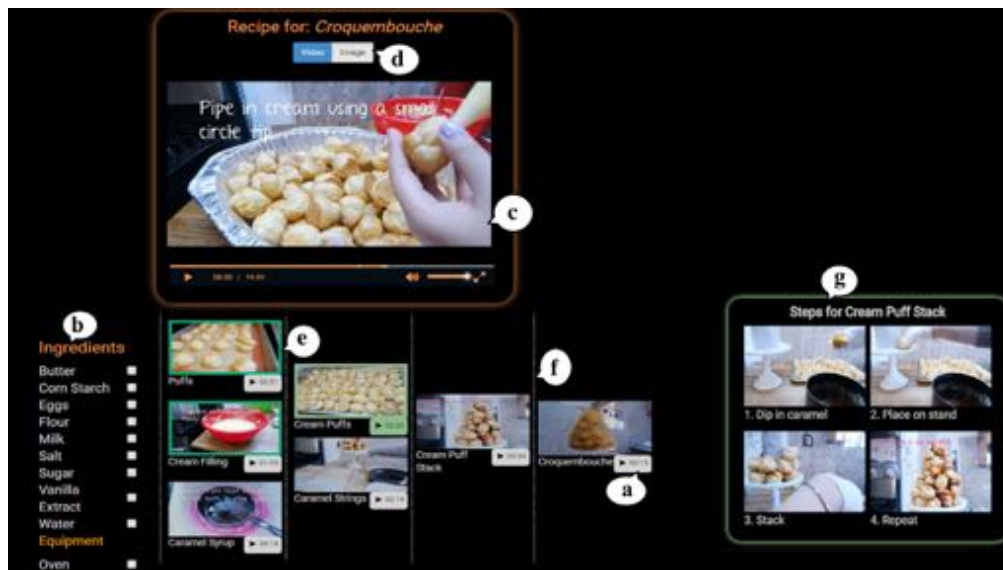 Recipe for: Croquembouche
Video Image
d
Pipe in cream using a small
circle tip
c
b
Ingredients
Butter
Corn Starch
Eggs
Flour
Milk
Salt
Sugar
Vanilla
Extract
Water
Equipment
Oven
e
Puffs
Cream Filling
Caramel Syrup
Cream Puffs
Caramel Strings
f
Cream Puff
Stack
Croquembouche
a
g
Steps for Cream Puff Stack
1. Dip in caramel
2. Place on stand
3. Stack
4. Repeat